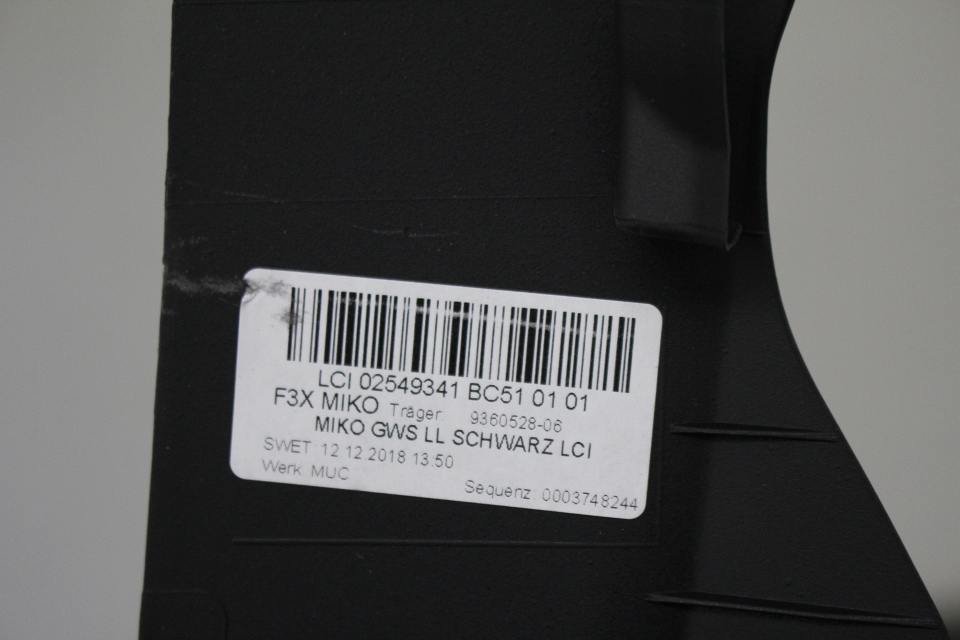 LCI 02549341 BC51 01 01
F3X MIKO Träger: 9360528-06
MIKO GWS LL SCHWARZ LCI
SWET: 12.12.2018 13:50
Werk: MUC
Sequenz: 0003748244